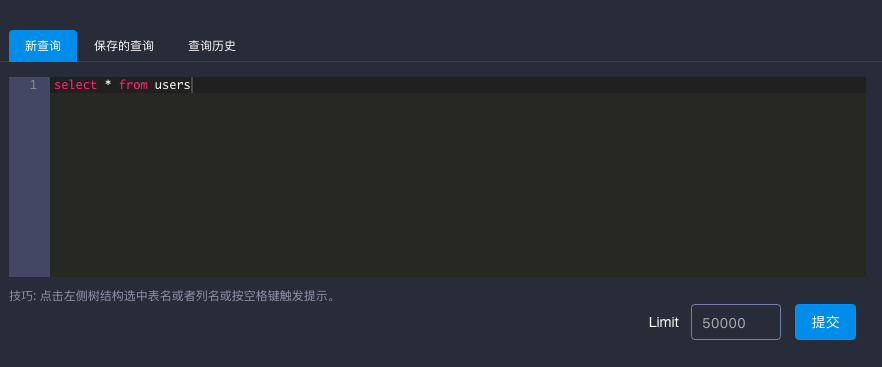 新查询 保存的查询 查询历史
1 select * from users
技巧: 点击左侧树结构选中表名或者列名或按空格键触发提示。
Limit 50000 提交